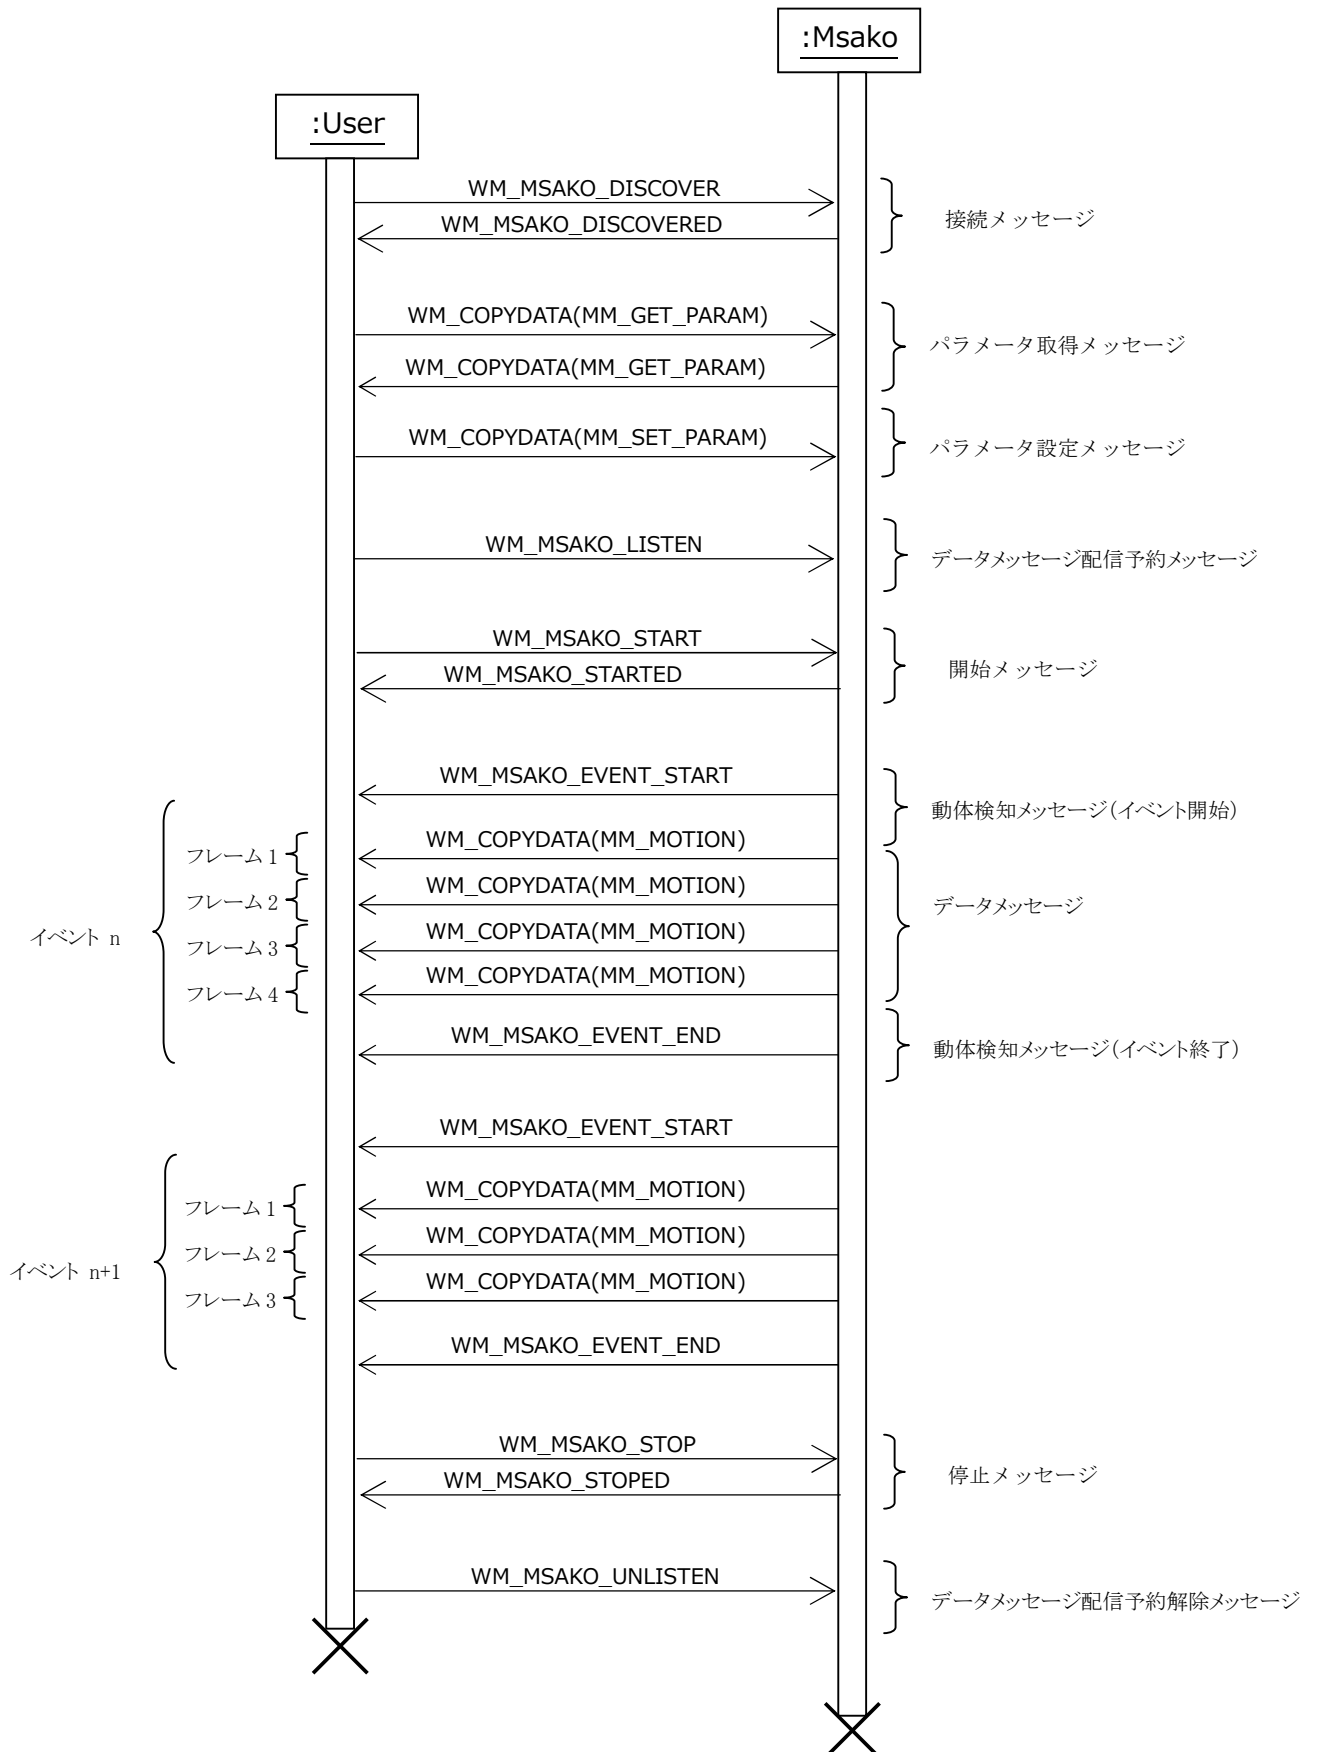 :Msako
:User
WM_MSAKO_DISCOVER
WM_MSAKO_DISCOVERED
接続メッセージ
WM_COPYDATA(MM_GET_PARAM)
WM_COPYDATA(MM_GET_PARAM)
パラメータ取得メッセージ
WM_COPYDATA(MM_SET_PARAM)
パラメータ設定メッセージ
WM_MSAKO_LISTEN
データメッセージ配信予約メッセージ
WM_MSAKO_START
WM_MSAKO_STARTED
開始メッセージ
WM_MSAKO_EVENT_START
動体検知メッセージ(イベント開始)
WM_COPYDATA(MM_MOTION)
フレーム1
WM_COPYDATA(MM_MOTION)
フレーム2
データメッセージ
WM_COPYDATA(MM_MOTION)
フレーム3
イベント n
WM_COPYDATA(MM_MOTION)
フレーム4
WM_MSAKO_EVENT_END
動体検知メッセージ(イベント終了)
WM_MSAKO_EVENT_START
WM_COPYDATA(MM_MOTION)
フレーム1
WM_COPYDATA(MM_MOTION)
フレーム2
イベント n+1
WM_COPYDATA(MM_MOTION)
フレーム3
WM_MSAKO_EVENT_END
WM_MSAKO_STOP
WM_MSAKO_STOPED
停止メッセージ
WM_MSAKO_UNLISTEN
データメッセージ配信予約解除メッセージ